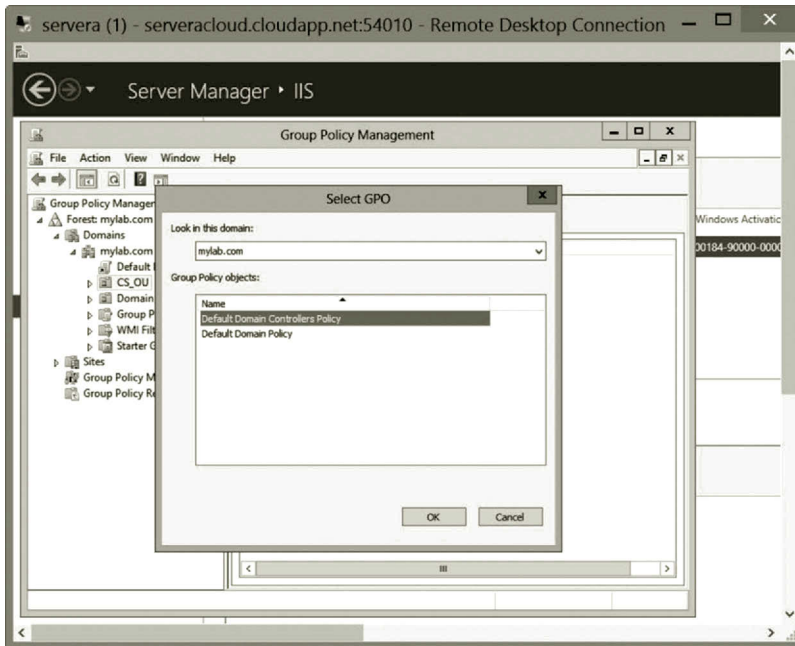 servera (1) - serveracloud.cloudapp.net:54010 - Remote Desktop Connection
Server Manager • IIS
Group Policy Management
File Action View Window Help
Group Policy Manager
Forest: mylab.com
Domains
mylab.com
Default
CS_OU
Domain
Group P
WMI Filt
Starter G
Sites
Group Policy M
Group Policy Re
Select GPO
Look in this domain:
mylab.com
Group Policy objects:
Name
Default Domain Controllers Policy
Default Domain Policy
OK Cancel
Windows Activatic
00184-90000-0000